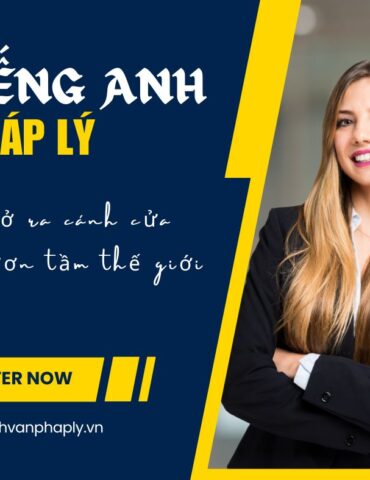 ẾNG ANH
ÁP LÝ
ở ra cánh cửa
ơn tầm thế giới
TER NOW
hvanphaply.vn